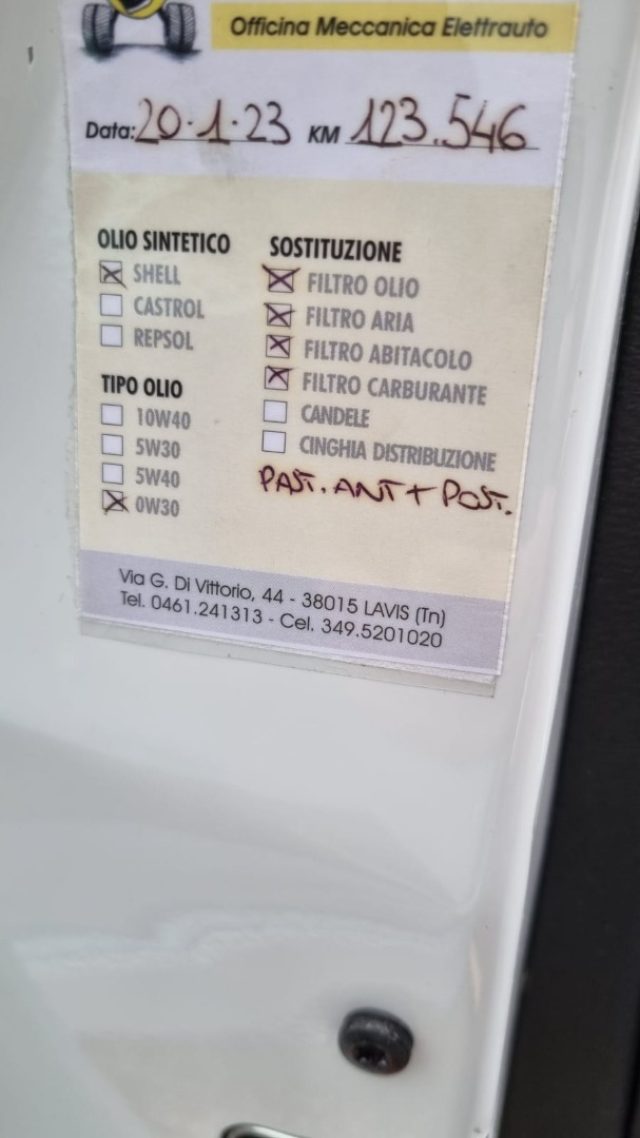 Officina Meccanica Elettrauto
Data: 20.1.23 KM 123.546
OLIO SINTETICO
SHELL
CASTROL
REPSOL
TIPO OLIO
10W40
5W30
5W40
0W30
SOSTITUZIONE
FILTRO OLIO
FILTRO ARIA
FILTRO ABITACOLO
FILTRO CARBURANTE
CANDELE
CINGHIA DISTRIBUZIONE
PAST. ANT + POST.
Via G. Di Vittorio, 44 - 38015 LAVIS (Tn)
Tel. 0461.241313 - Cel. 349.5201020